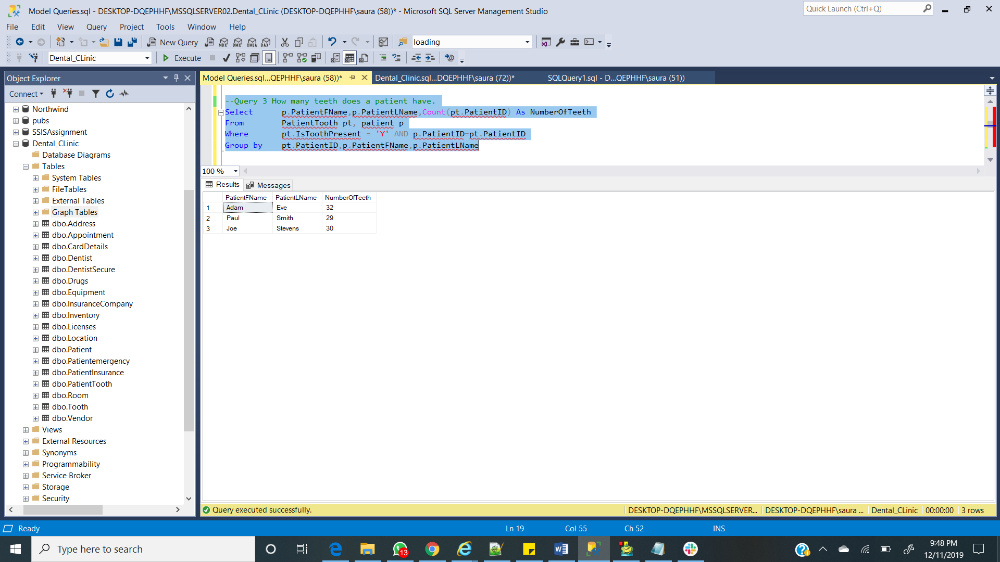 Model Queries.sql - DESKTOP-DQEPHHF\MSSQLSERVER02.Dental_CLinic (DESKTOP-DQEPHHF\saura (58))* - Microsoft SQL Server Management Studio
Quick Launch (Ctrl+Q)
File Edit View Query Project Tools Window Help
New Query MDX DMX XMLA DAX loading
Dental_CLinic Execute
Object Explorer
Connect
Northwind
pubs
SSISAssignment
Dental_CLinic
Database Diagrams
Tables
System Tables
FileTables
External Tables
Graph Tables
dbo.Address
dbo.Appointment
dbo.CardDetails
dbo.Dentist
dbo.DentistSecure
dbo.Drugs
dbo.Equipment
dbo.InsuranceCompany
dbo.Inventory
dbo.Licenses
dbo.Location
dbo.Patient
dbo.Patientemergency
dbo.PatientInsurance
dbo.PatientTooth
dbo.Room
dbo.Tooth
dbo.Vendor
Views
External Resources
Synonyms
Programmability
Service Broker
Storage
Security
Model Queries.sql...QEPHHF\saura (58))* Dental_Clinic.sql...DQEPHHF\saura (72))* SQLQuery1.sql - D...QEPHHF\saura (51))
--Query 3 How many teeth does a patient have.
Select p.PatientFName,p.PatientLName,Count(pt.PatientID) As NumberOfTeeth
From PatientTooth pt, patient p
Where pt.IsToothPresent = 'Y' AND p.PatientID=pt.PatientID
Group by pt.PatientID,p.PatientFName,p.PatientLName
100 %
Results Messages
PatientFName PatientLName NumberOfTeeth
1 Adam Eve 32
2 Paul Smith 29
3 Joe Stevens 30
Query executed successfully. DESKTOP-DQEPHHF\MSSQLSERVER... DESKTOP-DQEPHHF\saura ... Dental_CLinic 00:00:00 3 rows
Ready Ln 19 Col 55 Ch 52 INS
Type here to search
13
9:48 PM
12/11/2019